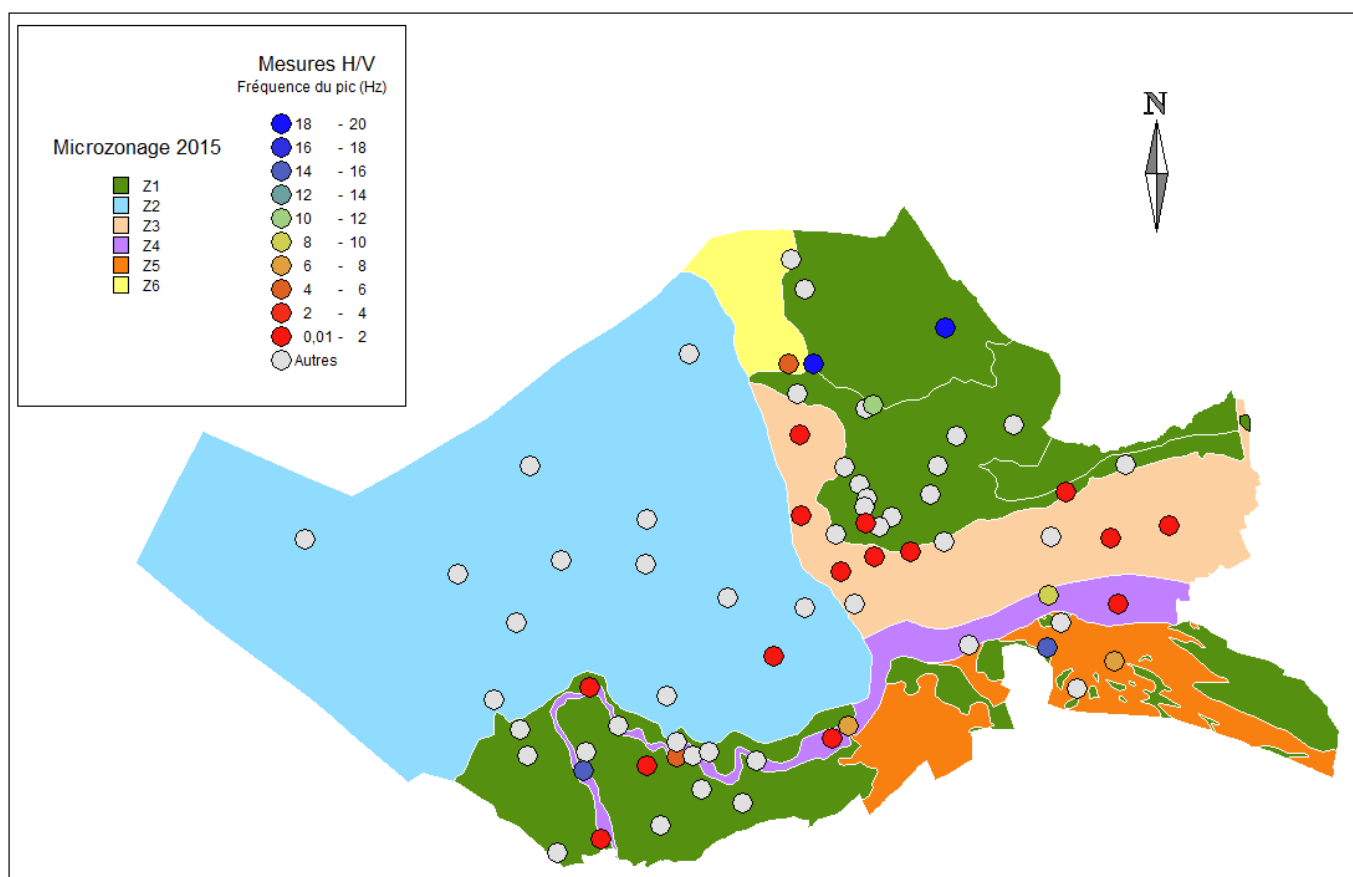 Mesures H/V
Fréquence du pic (Hz)
18 - 20
16 - 18
14 - 16
12 - 14
10 - 12
8 - 10
6 - 8
4 - 6
2 - 4
0,01 - 2
Autres
Microzonage 2015
Z1
Z2
Z3
Z4
Z5
Z6
N